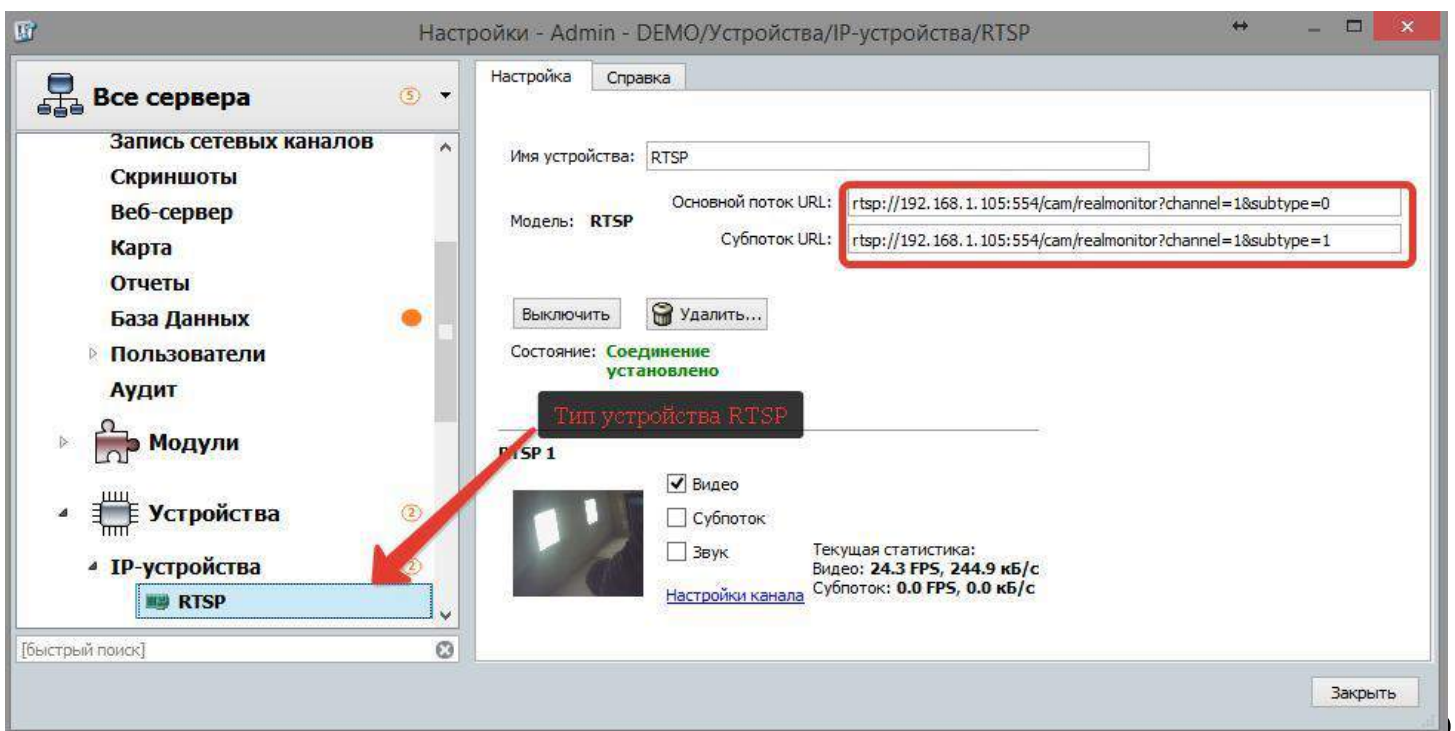 Настройки - Admin - DEMO/Устройства/IP-устройства/RTSP
Все сервера
5
Запись сетевых каналов
Скриншоты
Веб-сервер
Карта
Отчеты
База Данных
Пользователи
Аудит
Модули
Устройства
2
IP-устройства
2
RTSP
[быстрый поиск]
Настройка
Справка
Имя устройства:
RTSP
Модель: RTSP
Основной поток URL:
rtsp://192.168.1.105:554/cam/realmonitor?channel=1&subtype=0
Субпоток URL:
rtsp://192.168.1.105:554/cam/realmonitor?channel=1&subtype=1
Выключить
Удалить...
Состояние: Соединение
установлено
Тип устройства RTSP
RTSP 1
Видео
Субпоток
Звук
Настройки канала
Текущая статистика:
Видео: 24.3 FPS, 244.9 кБ/с
Субпоток: 0.0 FPS, 0.0 кБ/с
Закрыть